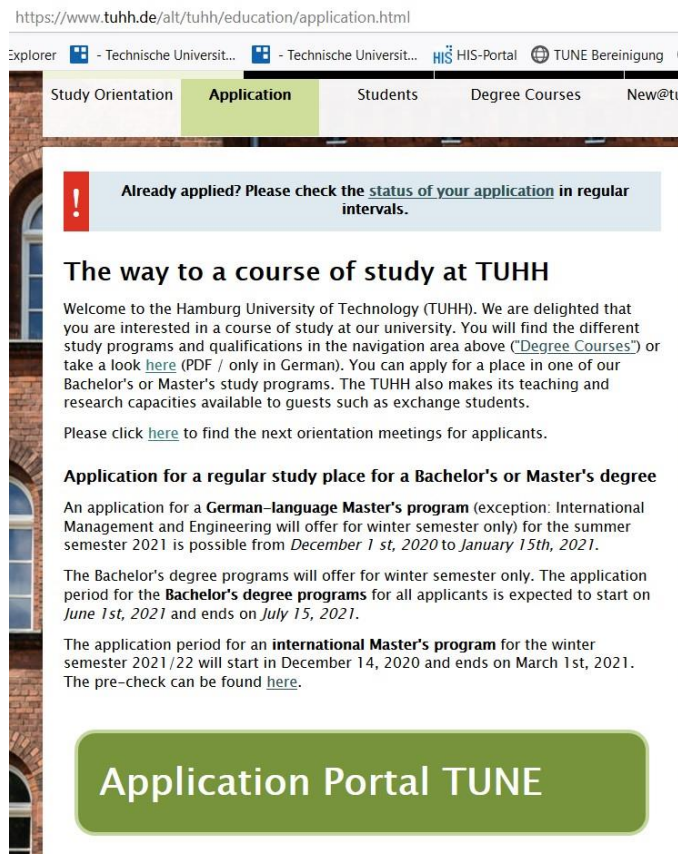 https://www.tuhh.de/alt/tuhh/education/application.html
Explorer - Technische Universit... - Technische Universit... HIS HIS-Portal TUNE Bereinigung
Study Orientation Application Students Degree Courses New@tu
! Already applied? Please check the status of your application in regular
intervals.
The way to a course of study at TUHH
Welcome to the Hamburg University of Technology (TUHH). We are delighted that
you are interested in a course of study at our university. You will find the different
study programs and qualifications in the navigation area above ("Degree Courses") or
take a look here (PDF / only in German). You can apply for a place in one of our
Bachelor's or Master's study programs. The TUHH also makes its teaching and
research capacities available to guests such as exchange students.
Please click here to find the next orientation meetings for applicants.
Application for a regular study place for a Bachelor's or Master's degree
An application for a German-language Master's program (exception: International
Management and Engineering will offer for winter semester only) for the summer
semester 2021 is possible from December 1 st, 2020 to January 15th, 2021.
The Bachelor's degree programs will offer for winter semester only. The application
period for the Bachelor's degree programs for all applicants is expected to start on
June 1st, 2021 and ends on July 15, 2021.
The application period for an international Master's program for the winter
semester 2021/22 will start in December 14, 2020 and ends on March 1st, 2021.
The pre-check can be found here.
Application Portal TUNE